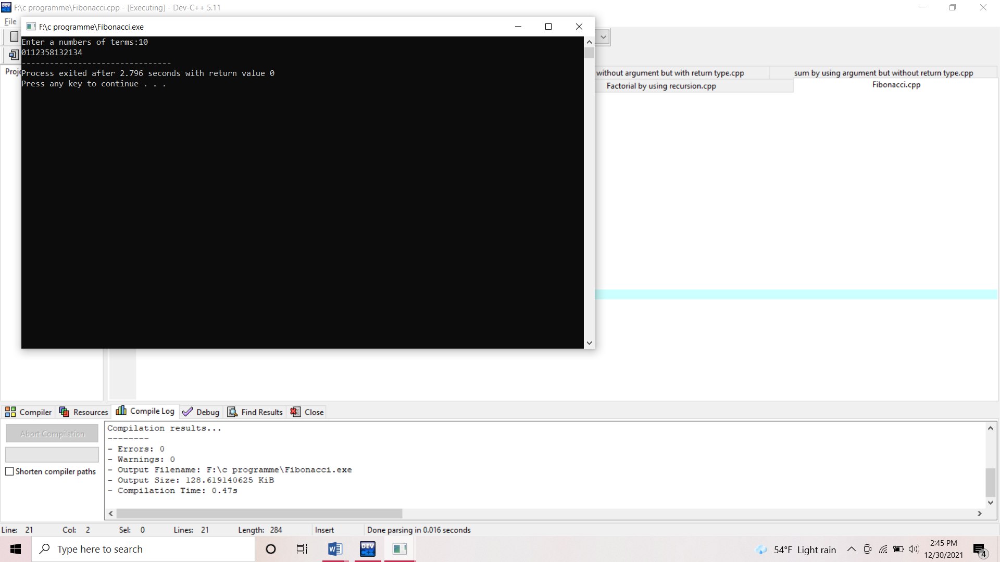 F:\c programme\Fibonacci.cpp - [Executing] - Dev-C++ 5.11
File
F:\c programme\Fibonacci.exe
Enter a numbers of terms:10
0112358132134
--------------------------------
Process exited after 2.796 seconds with return value 0
Press any key to continue . . .
Proje
without argument but with return type.cpp
sum by using argument but without return type.cpp
Factorial by using recursion.cpp
Fibonacci.cpp
Compiler
Resources
Compile Log
Debug
Find Results
Close
Abort Compilation
Shorten compiler paths
Compilation results...
--------
- Errors: 0
- Warnings: 0
- Output Filename: F:\c programme\Fibonacci.exe
- Output Size: 128.619140625 KiB
- Compilation Time: 0.47s
Line: 21 Col: 2 Sel: 0 Lines: 21 Length: 284 Insert Done parsing in 0.016 seconds
Type here to search
W
DEV C++
54°F Light rain
2:45 PM
12/30/2021
4